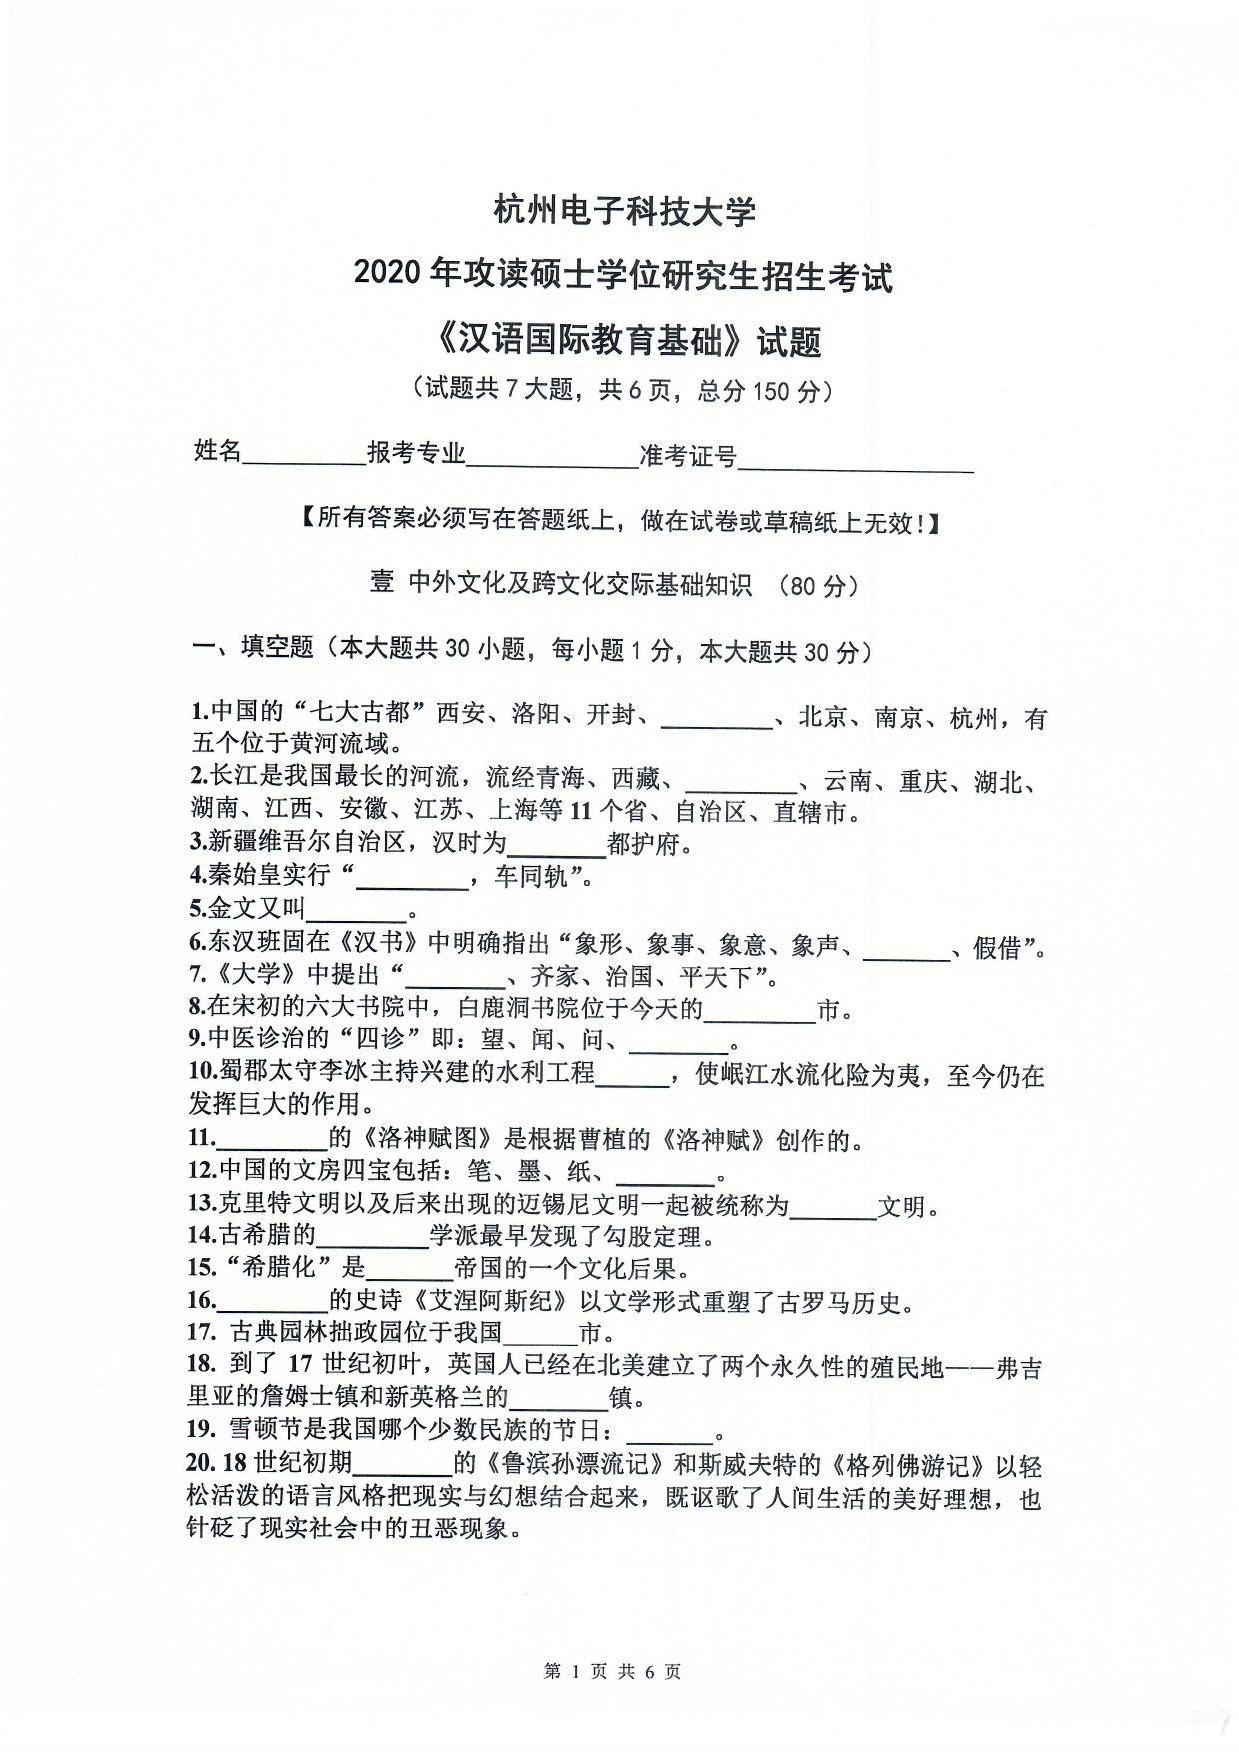 杭州电子科技大学
2020 年攻读硕士学位研究生招生考试
《汉语国际教育基础》试题
（试题共 7 大题，共 6 页，总分 150 分）
姓名__________报考专业______________准考证号___________________
【所有答案必须写在答题纸上，做在试卷或草稿纸上无效！】
壹 中外文化及跨文化交际基础知识 （80 分）
一、填空题（本大题共 30 小题，每小题 1 分，本大题共 30 分）
1.中国的“七大古都”西安、洛阳、开封、_________、北京、南京、杭州，有
五个位于黄河流域。
2.长江是我国最长的河流，流经青海、西藏、_________、云南、重庆、湖北、
湖南、江西、安徽、江苏、上海等 11 个省、自治区、直辖市。
3.新疆维吾尔自治区，汉时为________都护府。
4.秦始皇实行“_________，车同轨”。
5.金文又叫________。
6.东汉班固在《汉书》中明确指出“象形、象事、象意、象声、_______、假借”。
7.《大学》中提出“________、齐家、治国、平天下”。
8.在宋初的六大书院中，白鹿洞书院位于今天的_________市。
9.中医诊治的“四诊”即：望、闻、问、________。
10.蜀郡太守李冰主持兴建的水利工程______，使岷江水流化险为夷，至今仍在
发挥巨大的作用。
11._________的《洛神赋图》是根据曹植的《洛神赋》创作的。
12.中国的文房四宝包括：笔、墨、纸、________。
13.克里特文明以及后来出现的迈锡尼文明一起被统称为_______文明。
14.古希腊的_________学派最早发现了勾股定理。
15.“希腊化”是_______帝国的一个文化后果。
16._________的史诗《艾涅阿斯纪》以文学形式重塑了古罗马历史。
17. 古典园林拙政园位于我国______市。
18. 到了 17 世纪初叶，英国人已经在北美建立了两个永久性的殖民地——弗吉
里亚的詹姆士镇和新英格兰的________镇。
19. 雪顿节是我国哪个少数民族的节日：_______。
20. 18 世纪初期________的《鲁滨孙漂流记》和斯威夫特的《格列佛游记》以轻
松活泼的语言风格把现实与幻想结合起来，既讴歌了人间生活的美好理想，也
针砭了现实社会中的丑恶现象。
第 1 页 共 6 页